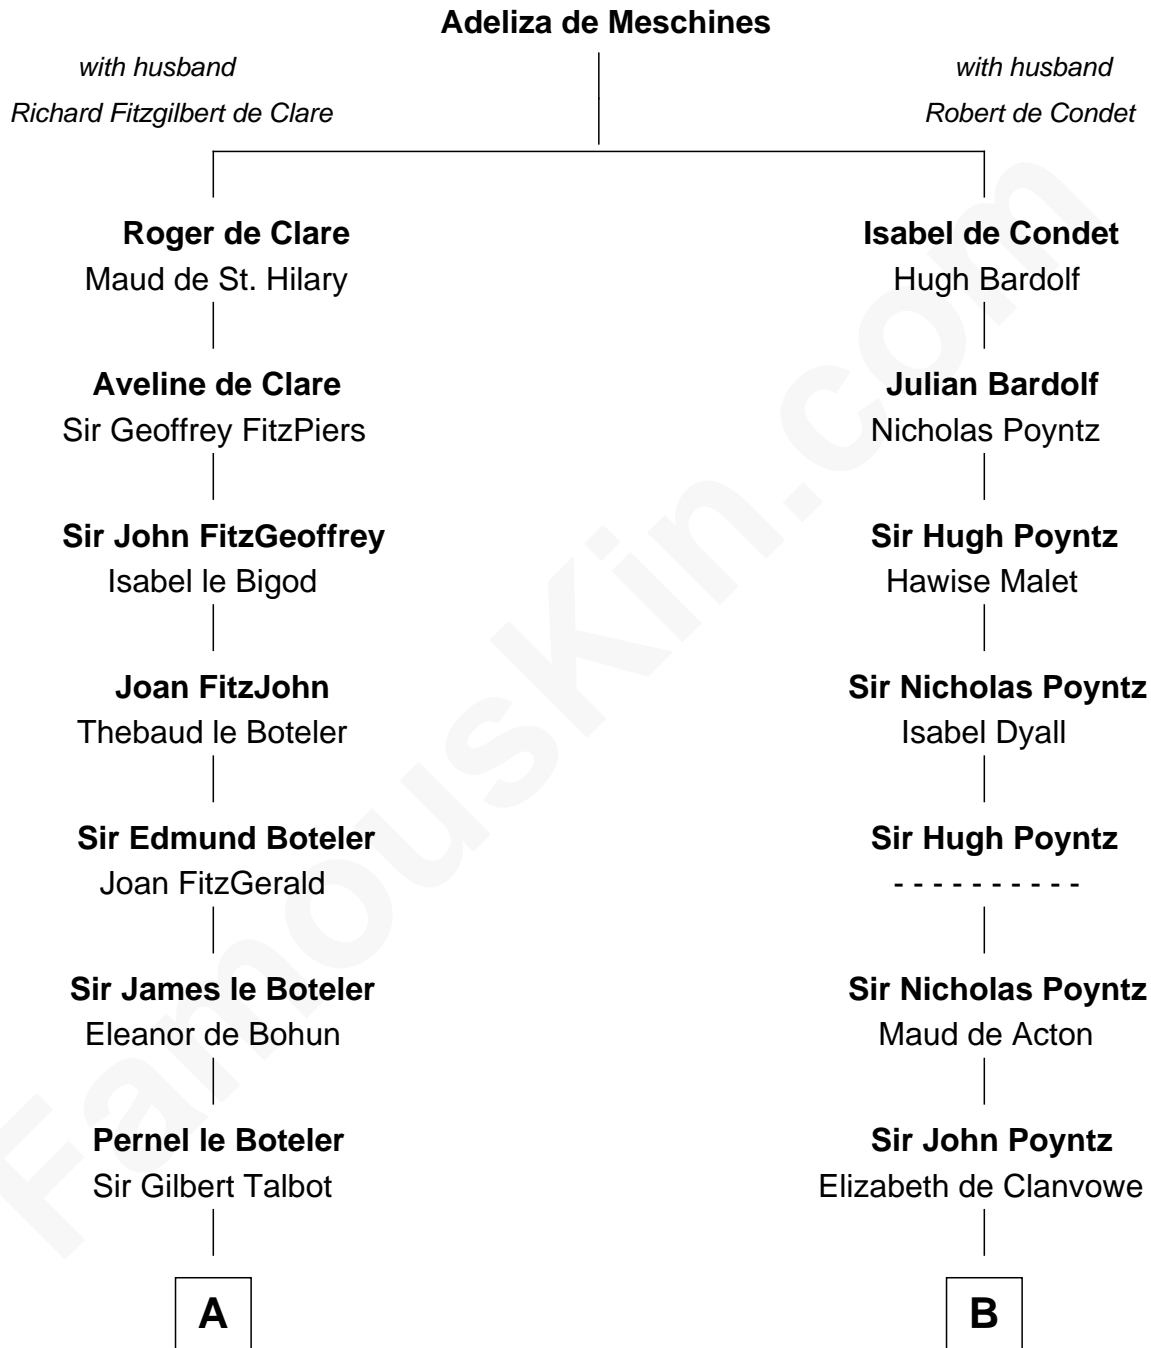 Adeliza de Meschines
with husband
Richard Fitzgilbert de Clare
with husband
Robert de Condet
Roger de Clare
Maud de St. Hilary
Isabel de Condet
Hugh Bardolf
Aveline de Clare
Sir Geoffrey FitzPiers
Julian Bardolf
Nicholas Poyntz
Sir John FitzGeoffrey
Isabel le Bigod
Sir Hugh Poyntz
Hawise Malet
Joan FitzJohn
Thebaud le Boteler
Sir Nicholas Poyntz
Isabel Dyall
Sir Edmund Boteler
Joan FitzGerald
Sir Hugh Poyntz
- - - - - - - - - -
Sir James le Boteler
Eleanor de Bohun
Sir Nicholas Poyntz
Maud de Acton
Pernel le Boteler
Sir Gilbert Talbot
Sir John Poyntz
Elizabeth de Clanvowe
A
B
FamousKin.com